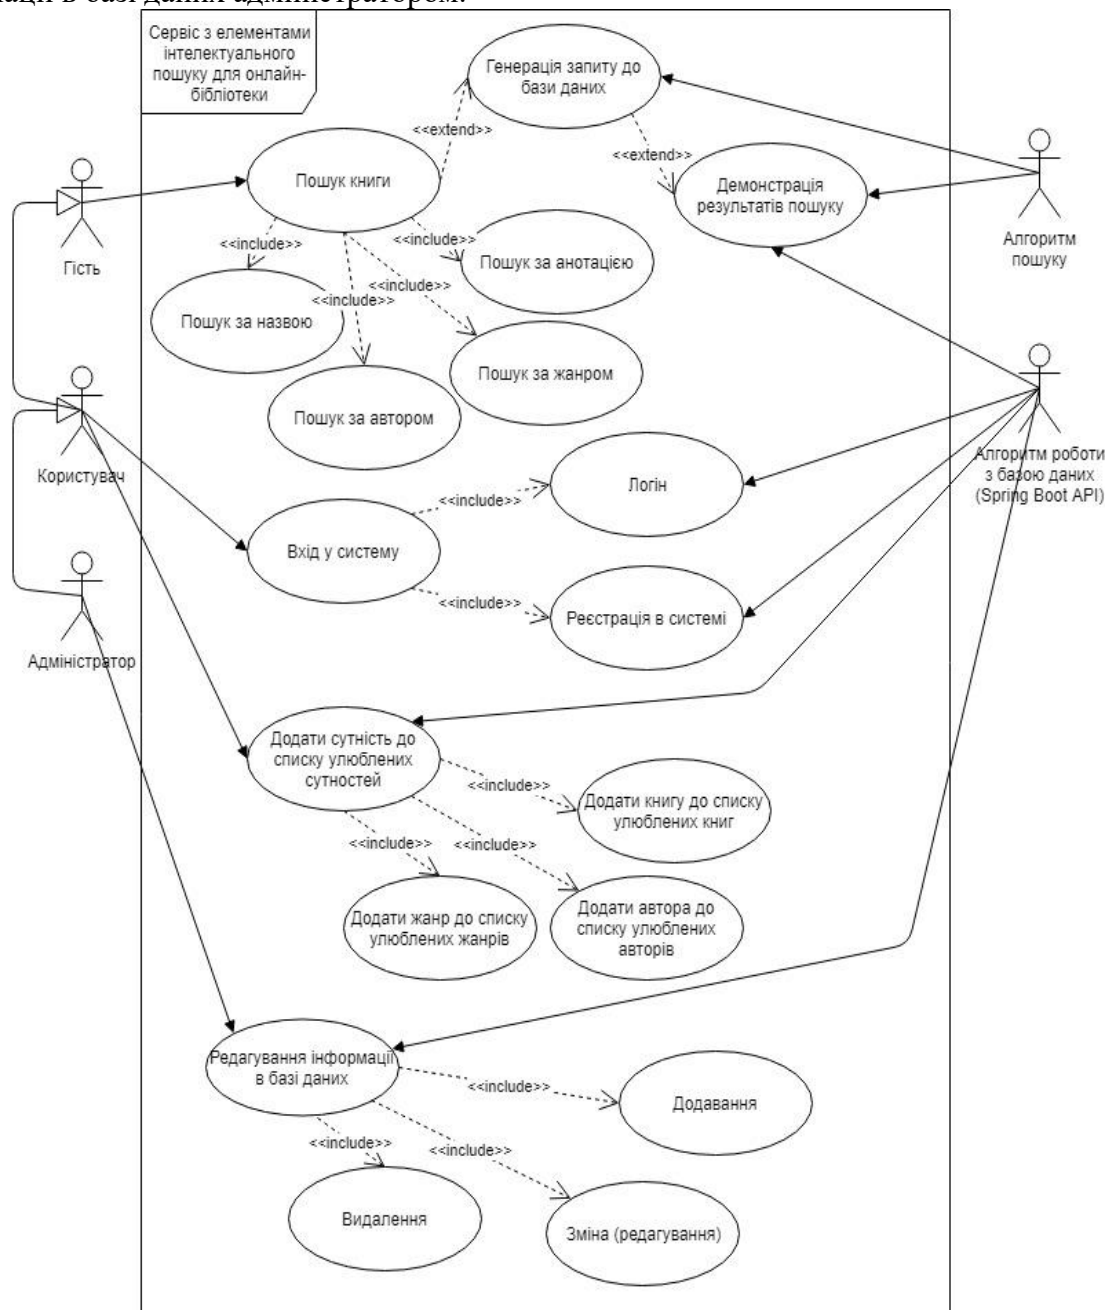 ації в базі даних адміністратором.
Сервіс з елементами
інтелектуального
пошуку для онлайн-
бібліотеки
Генерація запиту до
бази даних
<<extend>>
<<extend>>
Пошук книги
Демонстрація
результатів пошуку
Гість
Алгоритм
пошуку
<<include>>
<<include>>
Пошук за анотацією
<<include>>
<<include>>
Пошук за назвою
Пошук за жанром
Пошук за автором
Користувач
Алгоритм роботи
з базою даних
(Spring Boot API)
Логін
<<include>>
Вхід у систему
<<include>>
Реєстрація в системі
Адміністратор
Додати сутність до
списку улюблених
сутностей
<<include>>
Додати книгу до списку
улюблених книг
<<include>>
<<include>>
Додати жанр до списку
улюблених жанрів
Додати автора до
списку улюблених
авторів
Редагування інформації
в базі даних
<<include>>
Додавання
<<include>>
<<include>>
Видалення
Зміна (редагування)